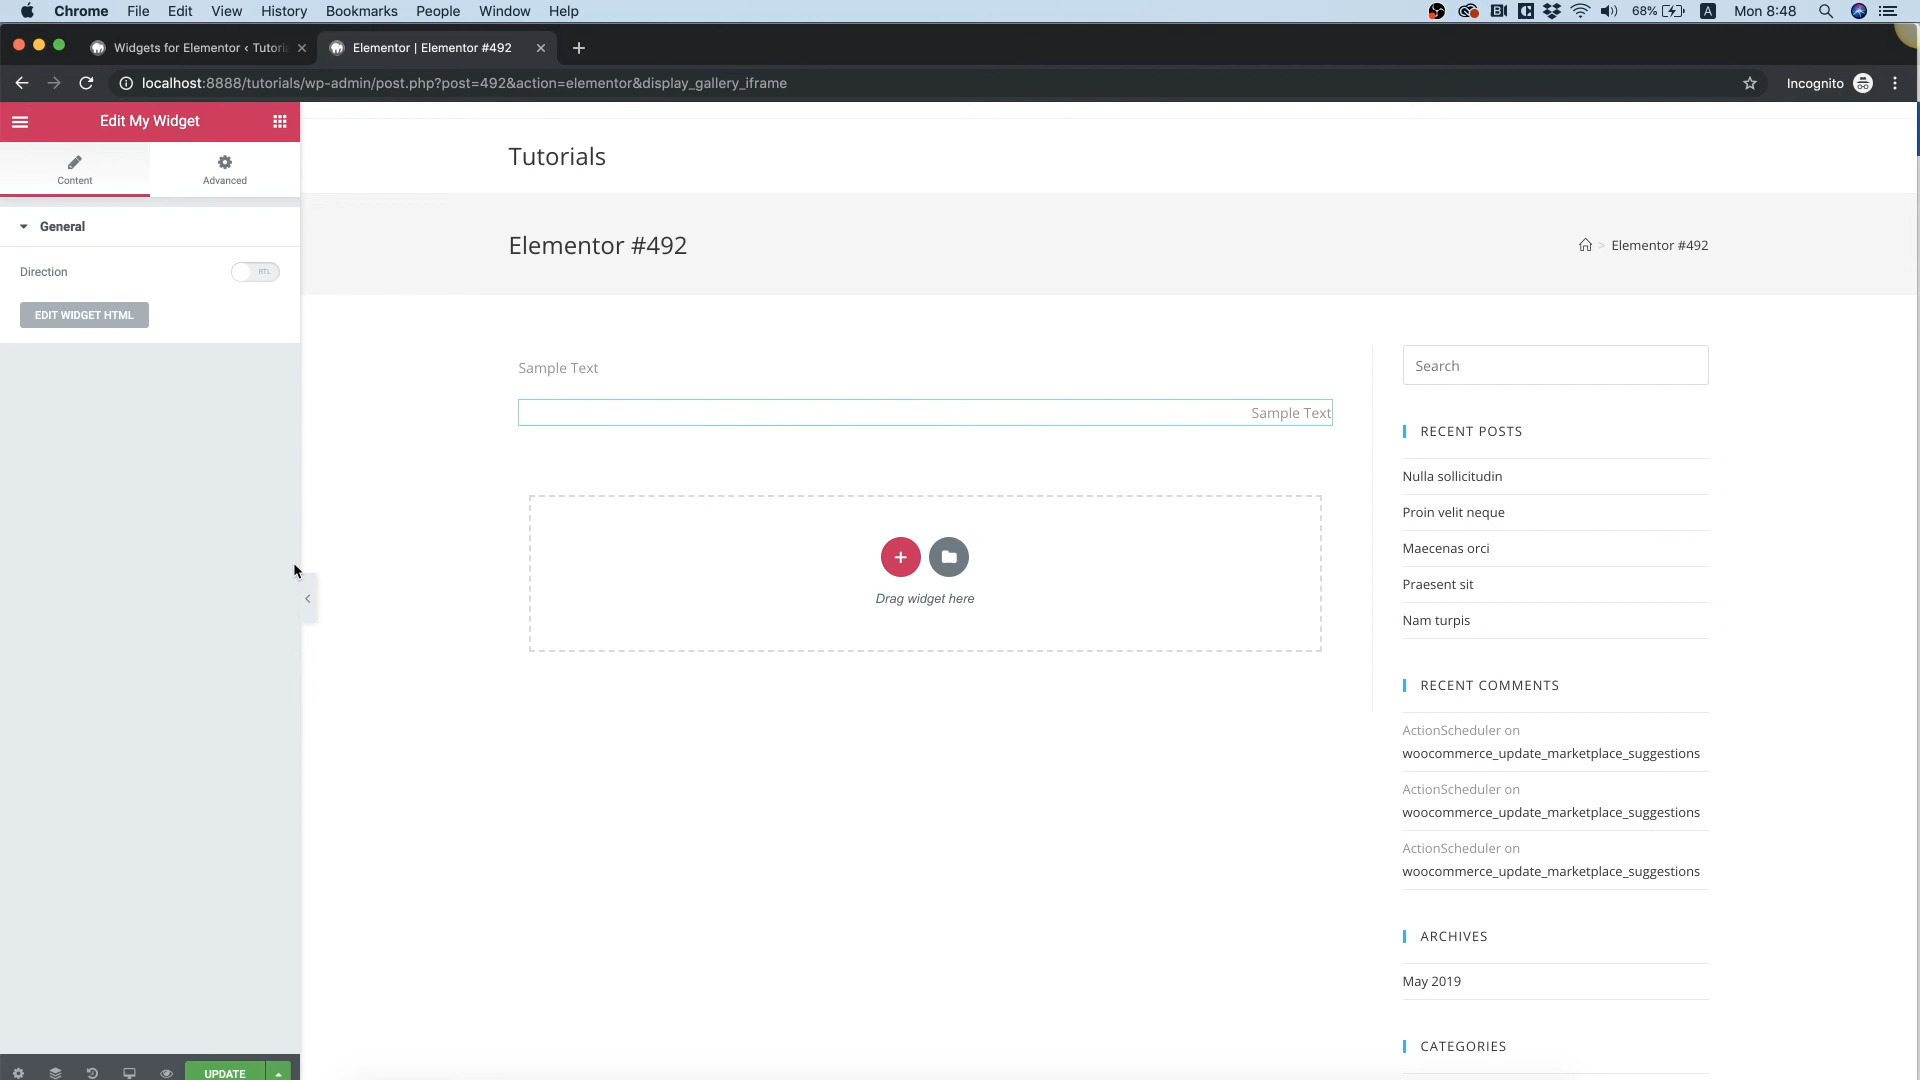 Chrome File Edit View History Bookmarks People Window Help
68% A Mon 8:48
Widgets for Elementor ‹ Tutori
Elementor | Elementor #492
localhost:8888/tutorials/wp-admin/post.php?post=492&action=elementor&display_gallery_iframe
Incognito
Edit My Widget
Content
Advanced
General
Direction
RTL
EDIT WIDGET HTML
UPDATE
Tutorials
Elementor #492
> Elementor #492
Sample Text
Sample Text
Drag widget here
Search
RECENT POSTS
Nulla sollicitudin
Proin velit neque
Maecenas orci
Praesent sit
Nam turpis
RECENT COMMENTS
ActionScheduler on
woocommerce_update_marketplace_suggestions
ActionScheduler on
woocommerce_update_marketplace_suggestions
ActionScheduler on
woocommerce_update_marketplace_suggestions
ARCHIVES
May 2019
CATEGORIES